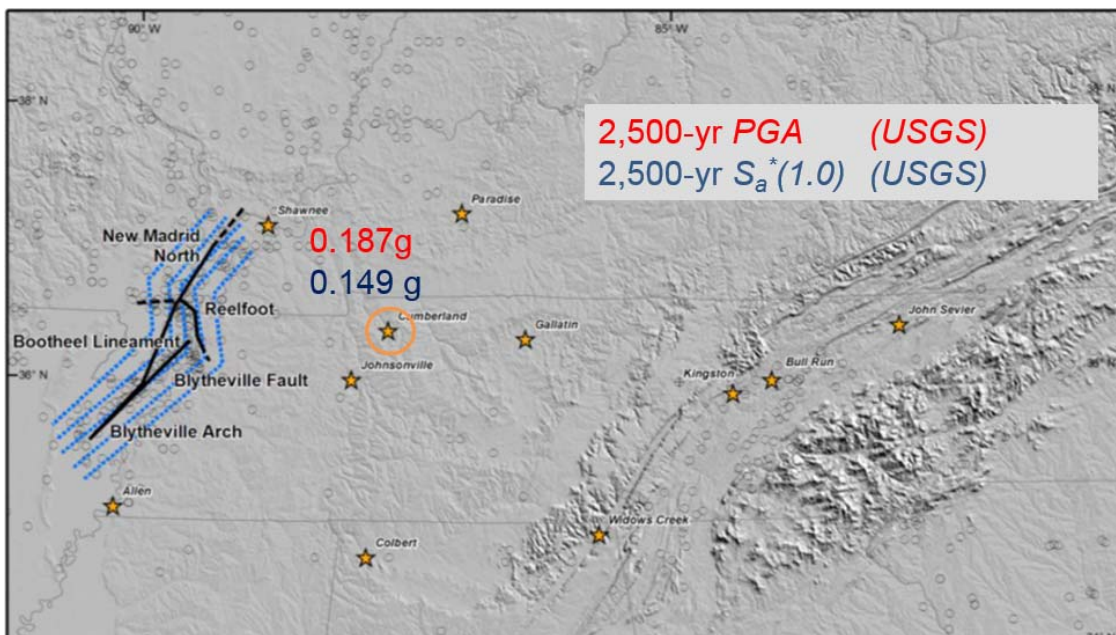 90° W
85° W
38° N
2,500-yr PGA (USGS)
2,500-yr Sa*(1.0) (USGS)
Shawnee
Paradise
New Madrid
North
0.187g
0.149 g
Reelfoot
Cumberland
John Sevier
Bootheel Lineament
Gallatin
Johnsonville
36° N
Blytheville Fault
Kingston
Bull Run
Blytheville Arch
Allen
Widows Creek
Colbert